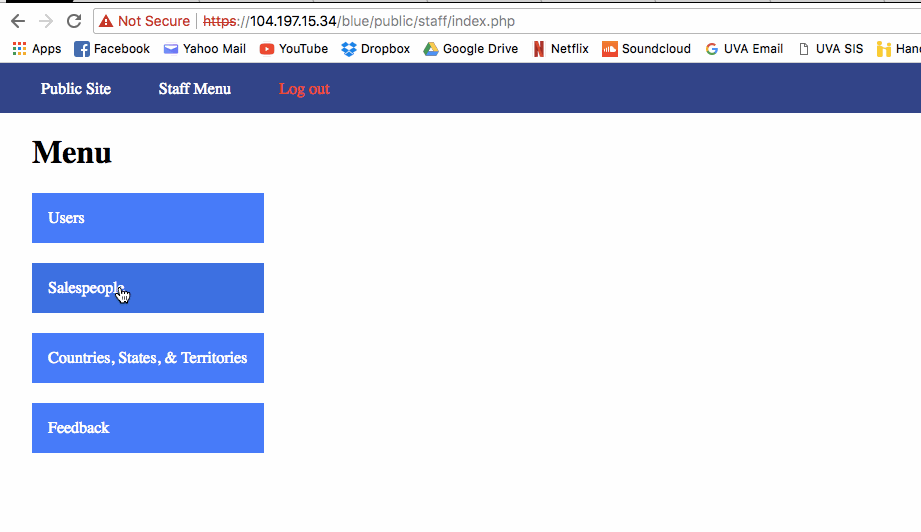 Not Secure | https://104.197.15.34/blue/public/staff/index.php
Apps Facebook Yahoo Mail YouTube Dropbox Google Drive Netflix Soundcloud UVA Email UVA SIS
Public Site Staff Menu Log out
Menu
Users
Salespeople
Countries, States, & Territories
Feedback